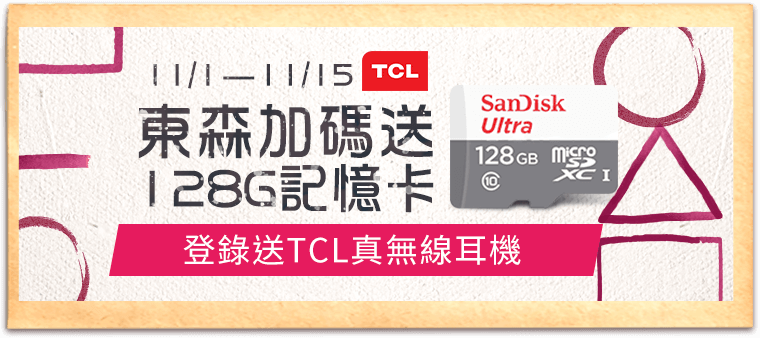 11/1—11/15 TCL
東森加碼送
128G記憶卡
登錄送TCL真無線耳機
SanDisk
Ultra
128GB micro SD XC I
10